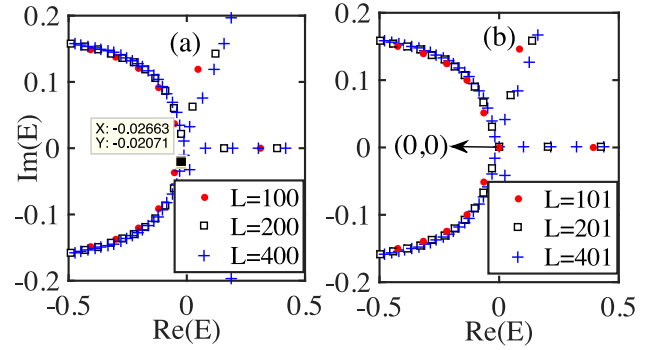 (a)
(b)
0.2
0.1
0
-0.1
-0.2
Im(E)
X: -0.02663
Y: -0.02071
L=100
L=200
L=400
-0.5
0
0.5
Re(E)
0.2
0.1
0
-0.1
-0.2
(0,0)
L=101
L=201
L=401
-0.5
0
0.5
Re(E)